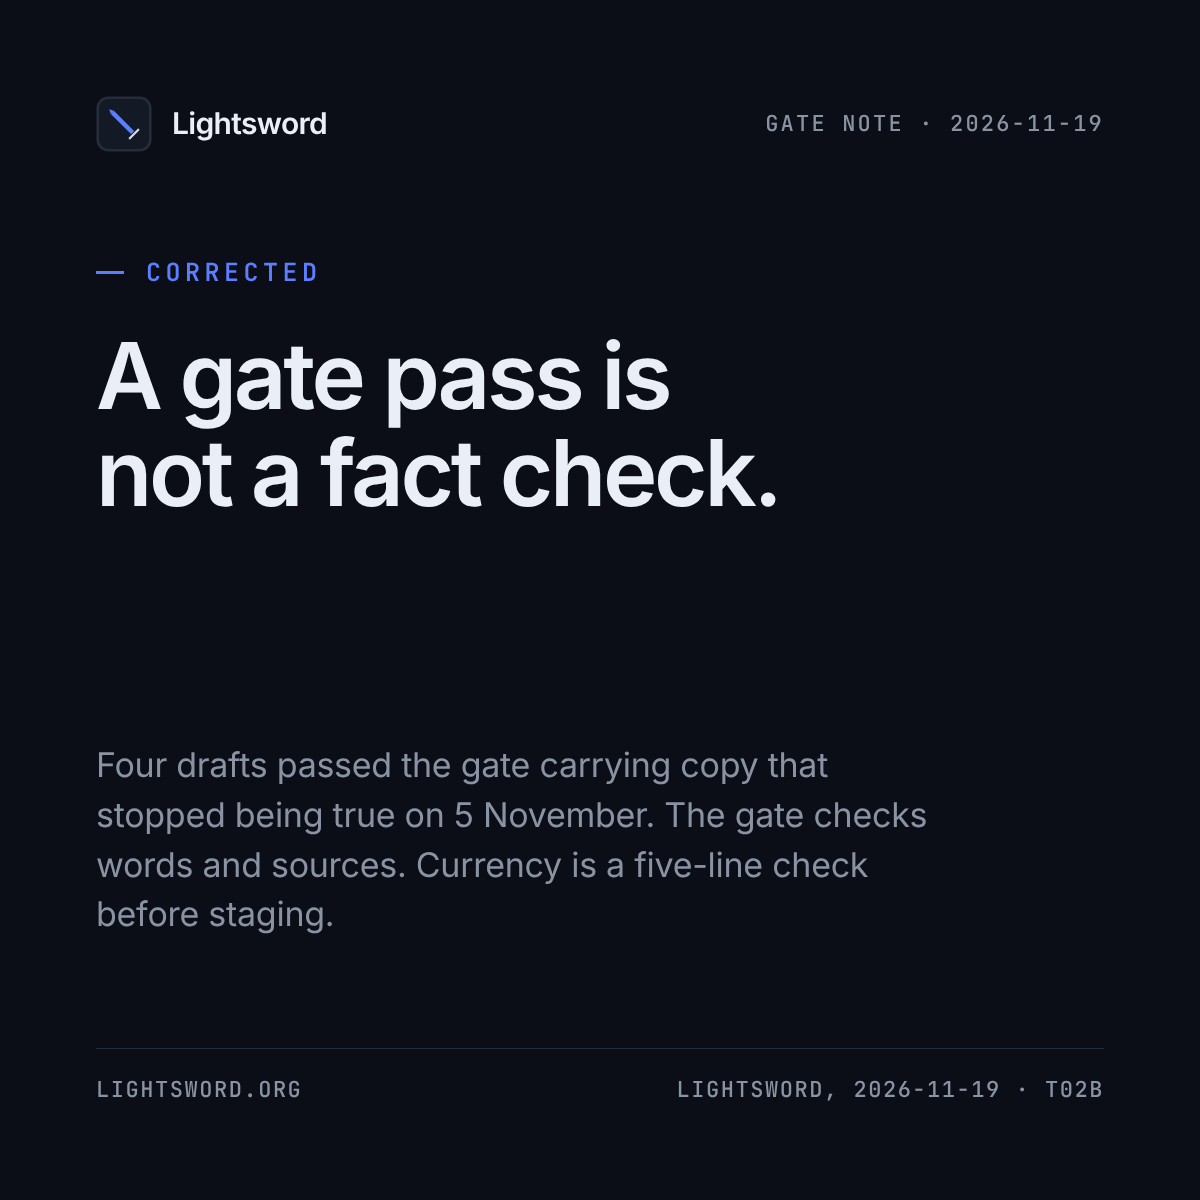 Lightsword
GATE NOTE · 2026-11-19
— CORRECTED
A gate pass is
not a fact check.
Four drafts passed the gate carrying copy that
stopped being true on 5 November. The gate checks
words and sources. Currency is a five-line check
before staging.
LIGHTSWORD.ORG
LIGHTSWORD, 2026-11-19 · T02B